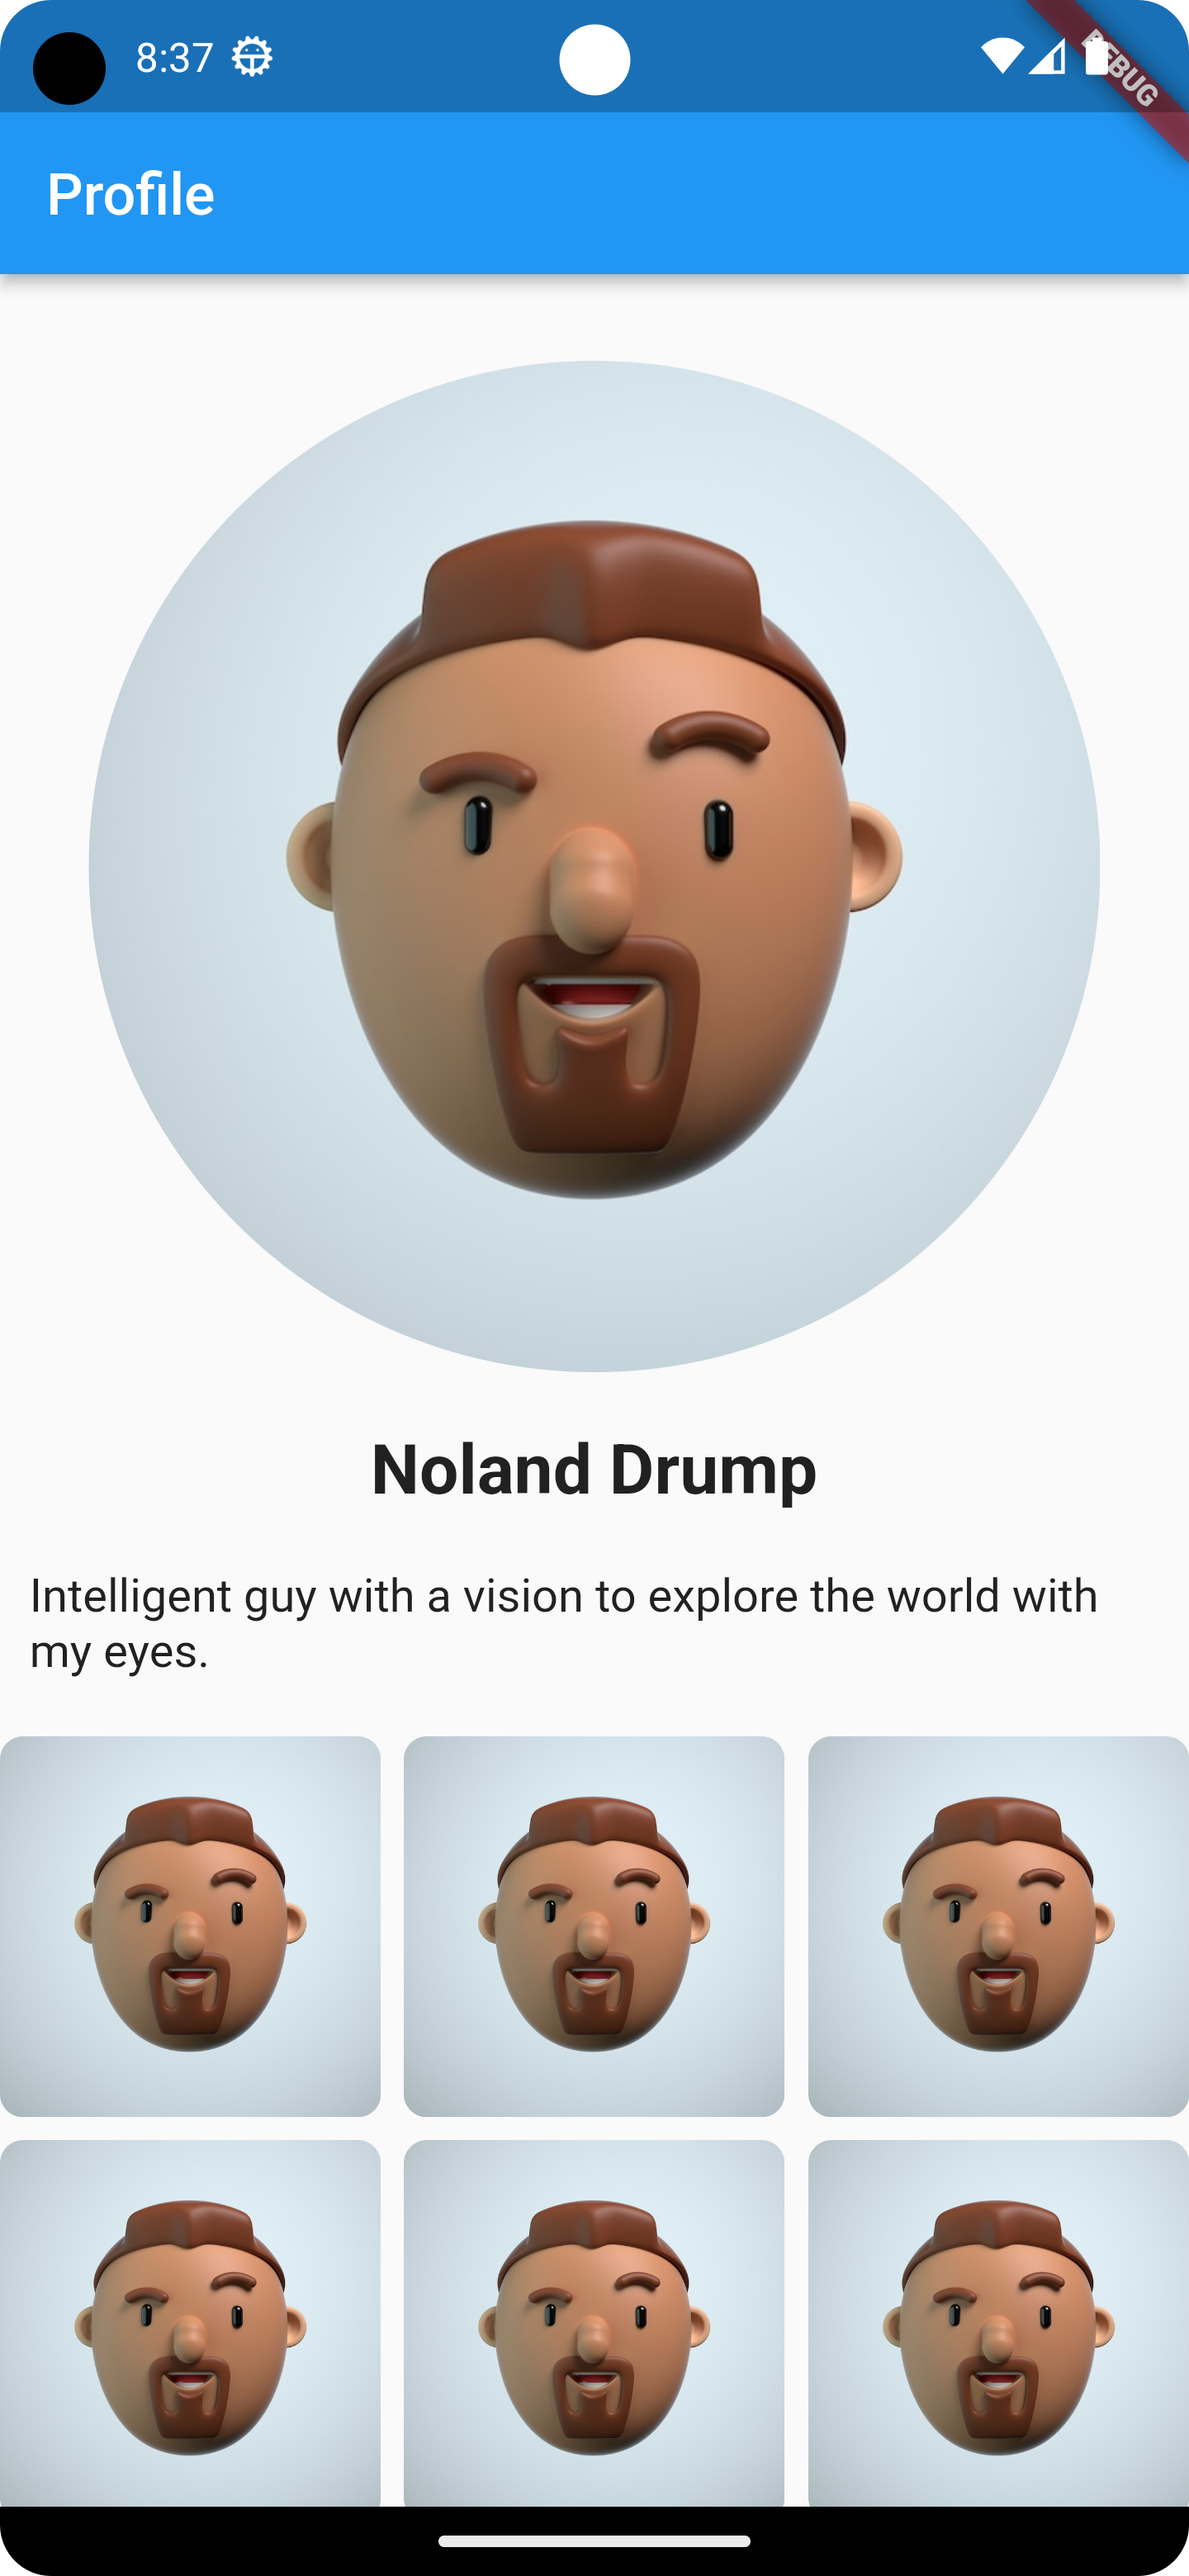 8:37
DEBUG
Profile
Noland Drump
Intelligent guy with a vision to explore the world with
my eyes.